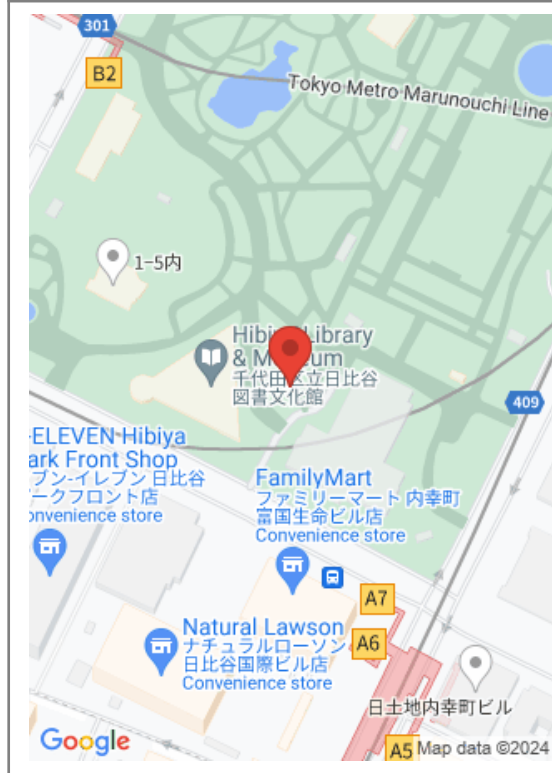 301
B2
Tokyo Metro Marunouchi Line
1-5内
Hibiya Library
& Museum
千代田区立日比谷
図書文化館
409
-ELEVEN Hibiya
ark Front Shop
ブン-イレブン 日比谷
ークフロント店
onvenience store
FamilyMart
ファミリーマート 内幸町
富国生命ビル店
Convenience store
A7
A6
Natural Lawson
ナチュラルローソン
日比谷国際ビル店
Convenience store
日土地内幸町ビル
Google
A5
Map data ©2024